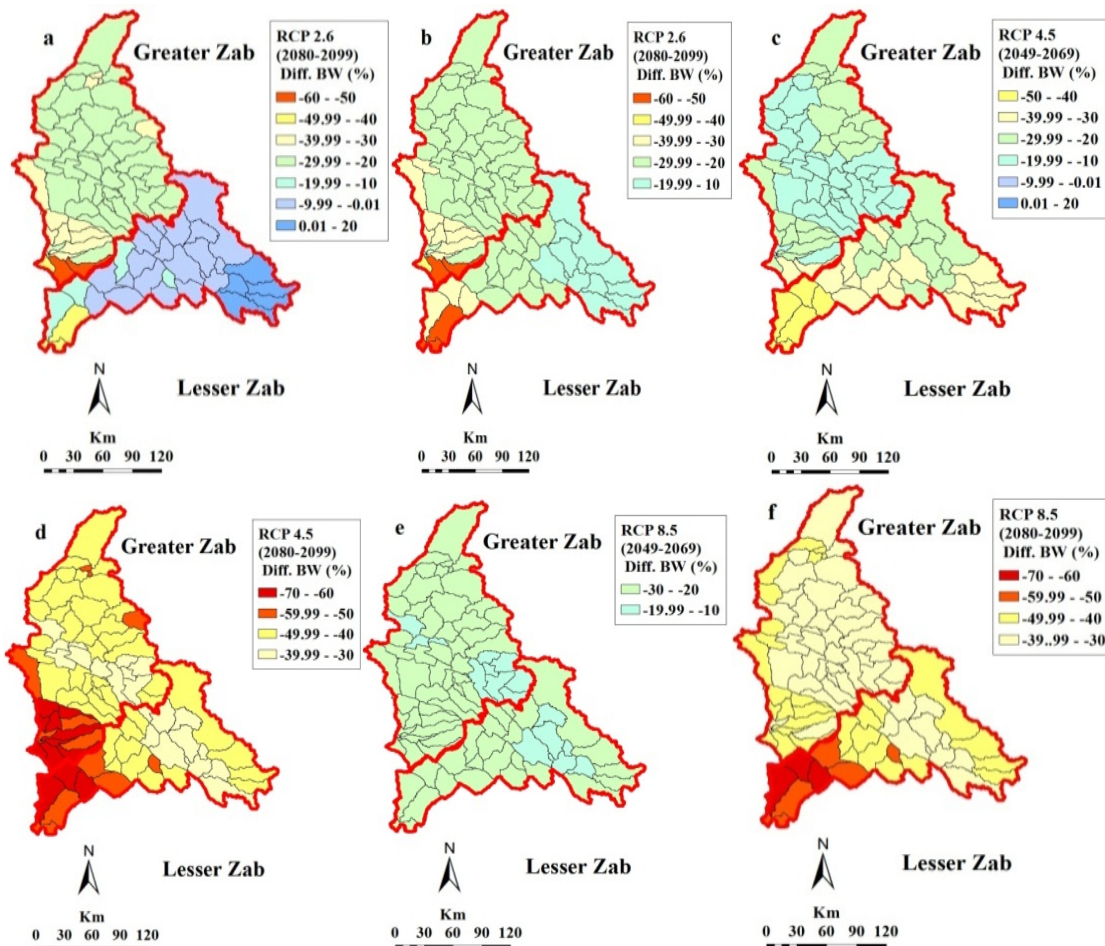 a
Greater Zab
RCP 2.6
(2080-2099)
Diff. BW (%)
-60 - -50
-49.99 - -40
-39.99 - -30
-29.99 - -20
-19.99 - -10
-9.99 - -0.01
0.01 - 20
Lesser Zab
N
Km
0 30 60 90 120
b
Greater Zab
RCP 2.6
(2080-2099)
Diff. BW (%)
-60 - -50
-49.99 - -40
-39.99 - -30
-29.99 - -20
-19.99 - 10
Lesser Zab
N
Km
0 30 60 90 120
c
Greater Zab
RCP 4.5
(2049-2069)
Diff. BW (%)
-50 - -40
-39.99 - -30
-29.99 - -20
-19.99 - -10
-9.99 - -0.01
0.01 - 20
Lesser Zab
N
Km
0 30 60 90 120
d
Greater Zab
RCP 4.5
(2080-2099)
Diff. BW (%)
-70 - -60
-59.99 - -50
-49.99 - -40
-39.99 - -30
Lesser Zab
N
Km
0 30 60 90 120
e
Greater Zab
RCP 8.5
(2049-2069)
Diff. BW (%)
-30 - -20
-19.99 - -10
Lesser Zab
N
Km
0 30 60 90 120
f
Greater Zab
RCP 8.5
(2080-2099)
Diff. BW (%)
-70 - -60
-59.99 - -50
-49.99 - -40
-39..99 - -30
Lesser Zab
N
Km
0 30 60 90 120